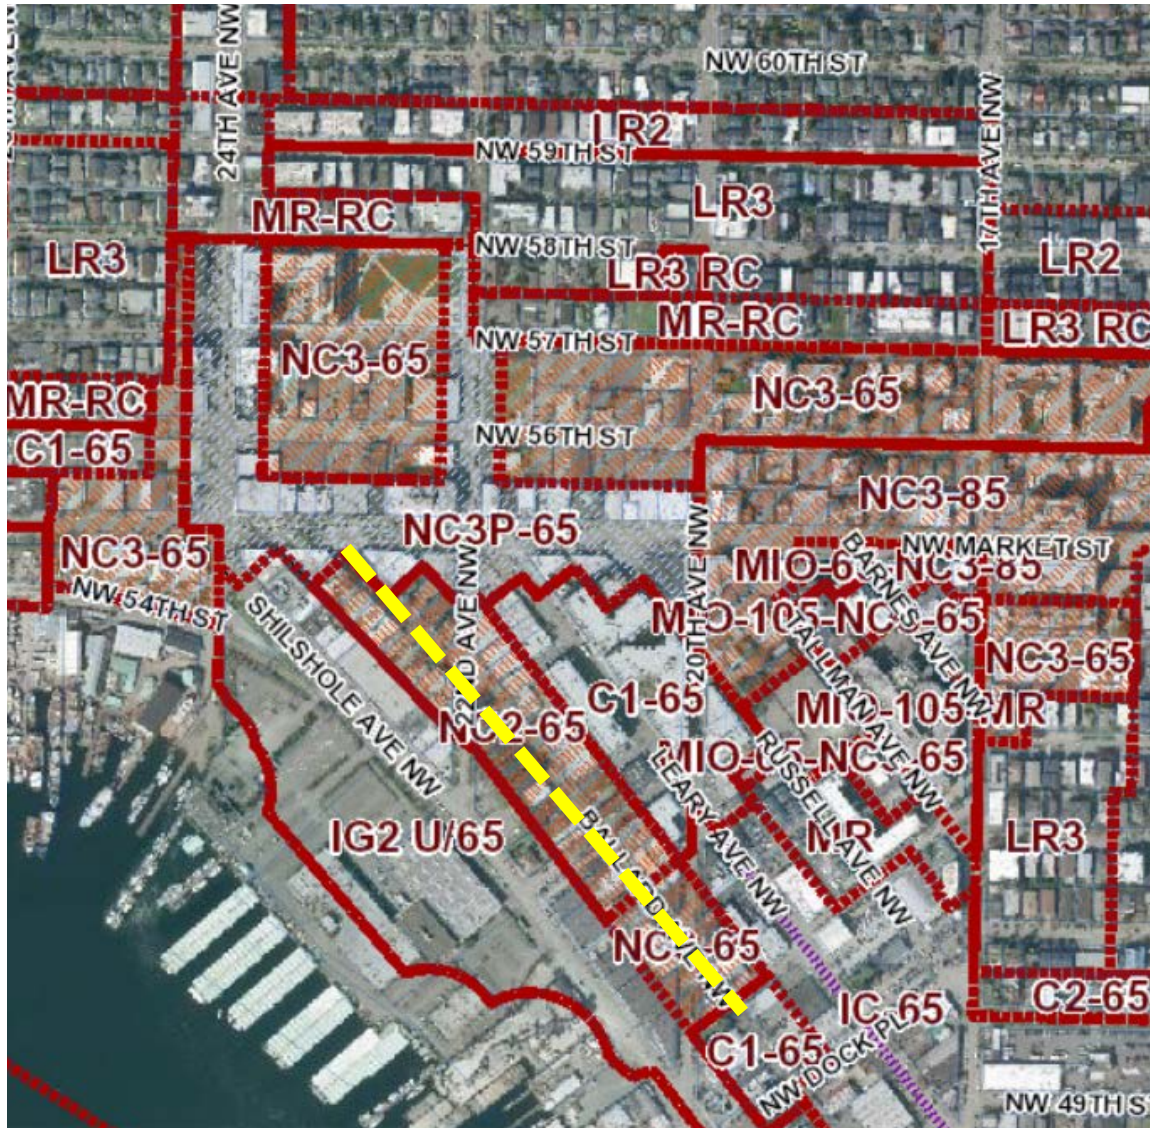 24TH AVE NW
NW 60TH ST
17TH AVE NW
LR2
NW 59TH ST
LR3
MR-RC
NW 58TH ST
LR3
LR3 RC
LR2
MR-RC
LR3 RC
NW 57TH ST
NC3-65
NC3-65
MR-RC
C1-65
NW 56TH ST
NC3-85
NC3P-65
NC3-65
NW MARKET ST
BARNES AVE NW
NW 54TH ST
SHILSHOLE AVE NW
20TH AVE NW
TALLMAN AVE NW
NC3-65
C1-65
RUSSELL AVE NW
LEARY AVE NW
IG2 U/65
MR
LR3
IC-65
C2-65
C1-65
NW DOCK PL
NW 49TH ST